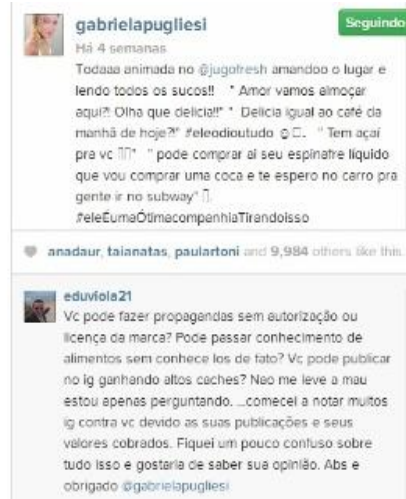 gabrielapugliesi
Seguindo
Há 4 semanas
Todaaa animada no @jugofresh amandoo o lugar e
lendo todos os sucos!! " Amor vamos almoçar
aqui?! Olha que delicia!!" " Delicia igual ao café da
manhã de hoje?!" #eleodioutudo. " Tem açaí
pra vc " " pode comprar aí seu espinafre líquido
que vou comprar uma coca e te espero no carro pra
gente ir no subway"
#eleÉumaÓtimacompanhiaTirandoisso
anadaur, taianatas, paulartoni and 9,984 others like this.
eduviola21
Vc pode fazer propagandas sem autorização ou
licença da marca? Pode passar conhecimento de
alimentos sem conhece los de fato? Vc pode publicar
no ig ganhando altos caches? Nao me leve a mau
estou apenas perguntando. ...comecei a notar muitos
ig contra vc devido as suas publicações e seus
valores cobrados. Fiquei um pouco confuso sobre
tudo isso e gostaria de saber sua opinião. Abs e
obrigado @gabrielapugliesi